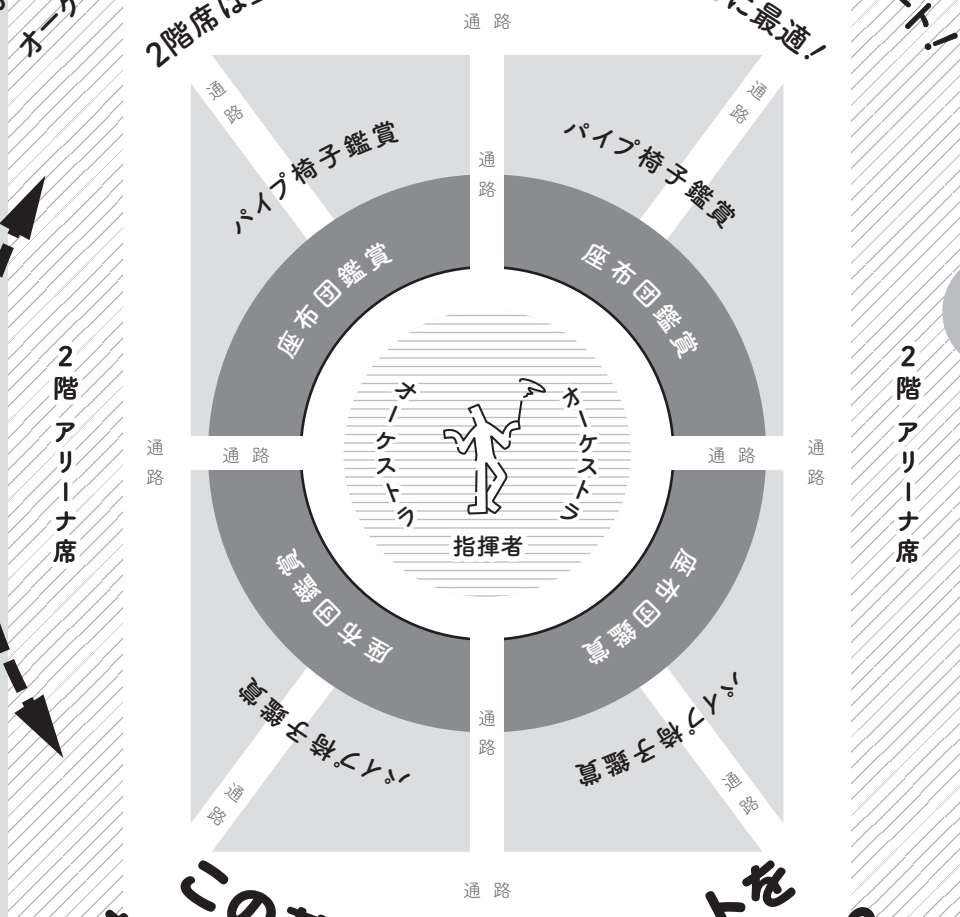 2階席は
に最適!
オーケ
ト!
通路
通路
通路
通路
パイプ椅子鑑賞
パイプ椅子鑑賞
座布団鑑賞
座布団鑑賞
2階 アリーナ席
2階 アリーナ席
オーケストラ
オーケストラ
指揮者
通路
通路
通路
通路
座布団鑑賞
座布団鑑賞
パイプ椅子鑑賞
パイプ椅子鑑賞
通路
通路
通路
通路
この
トを